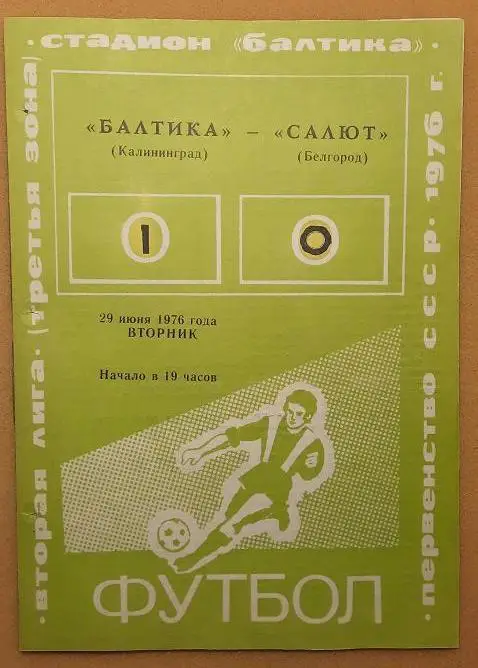 · стадион «балтика» ·
· вторая лига · (третья зона)
первенство ссср · 1976 г. ·
«БАЛТИКА» – «САЛЮТ»
(Калининград) (Белгород)
1 0
29 июня 1976 года
ВТОРНИК
Начало в 19 часов
ФУТБОЛ